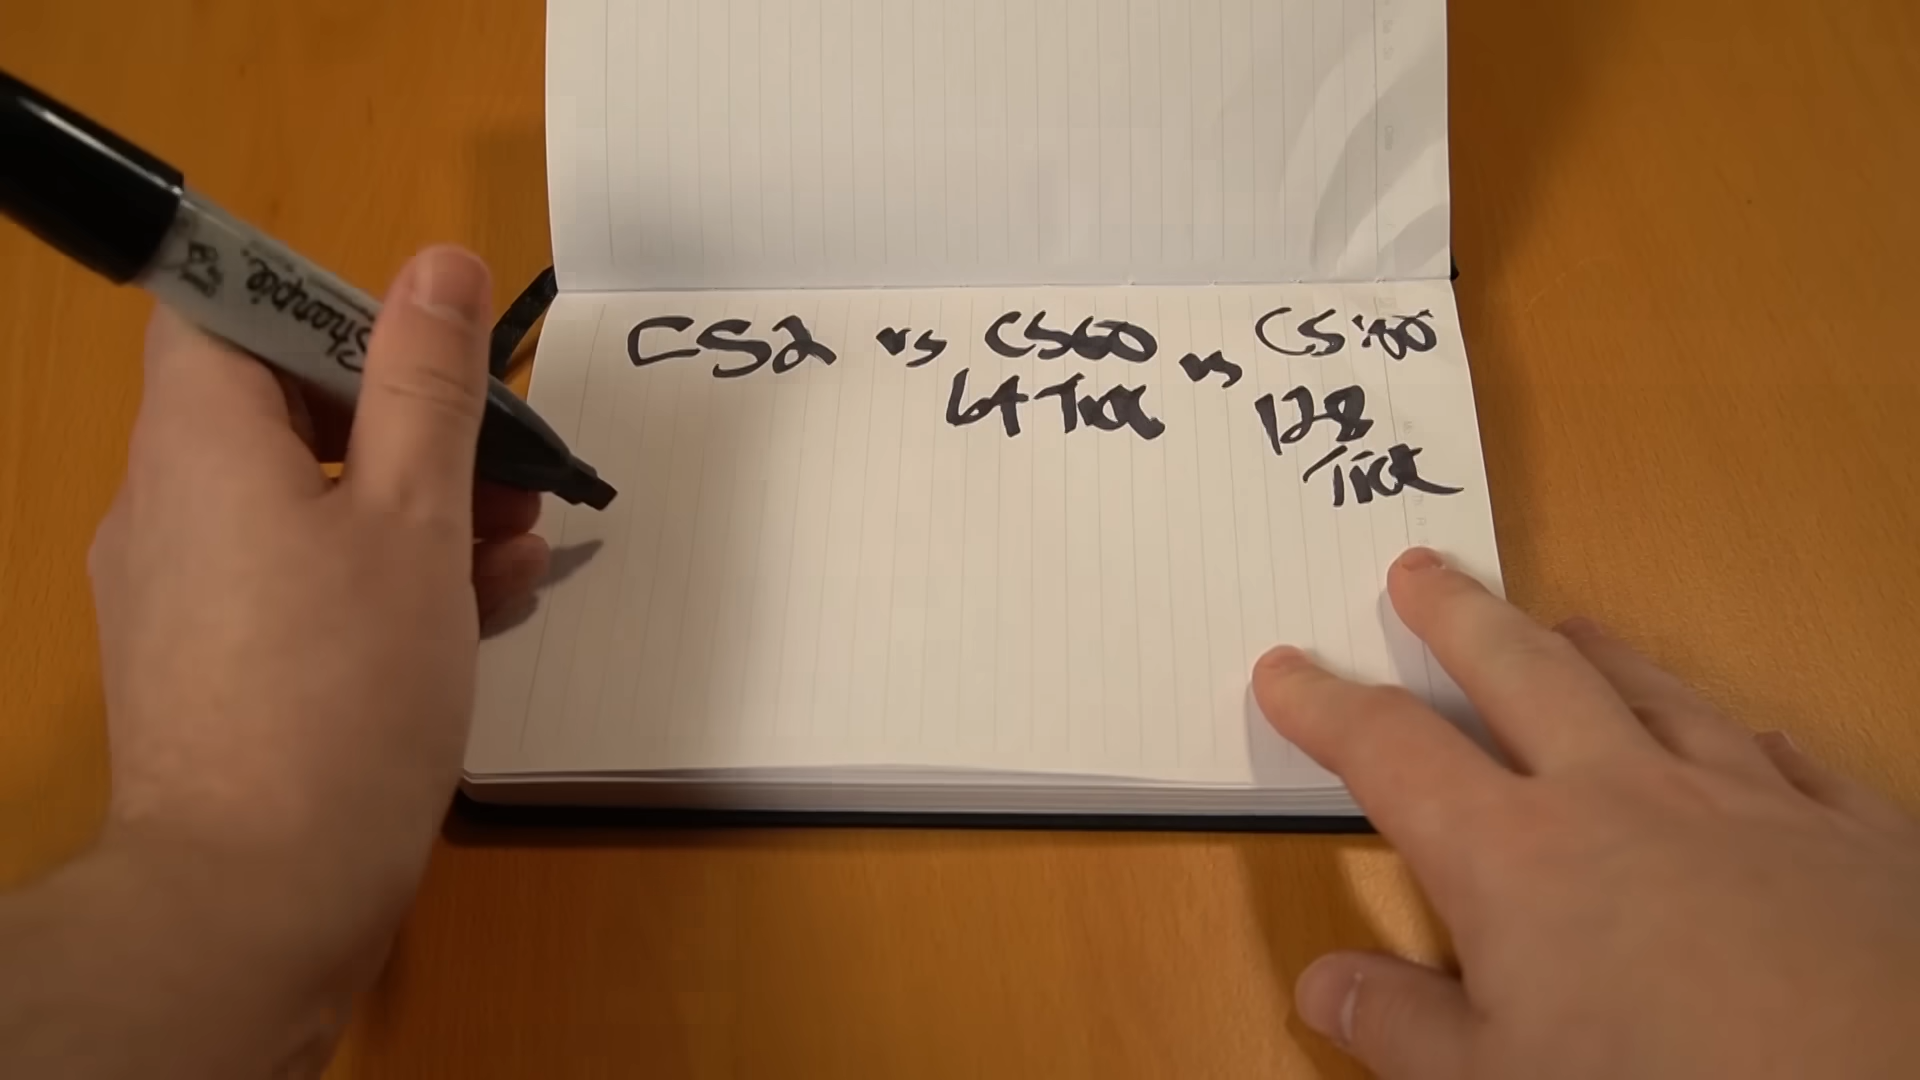 CS2 vs CSGO vs CS:GO
64 Tick
128
Tick
Sharpie